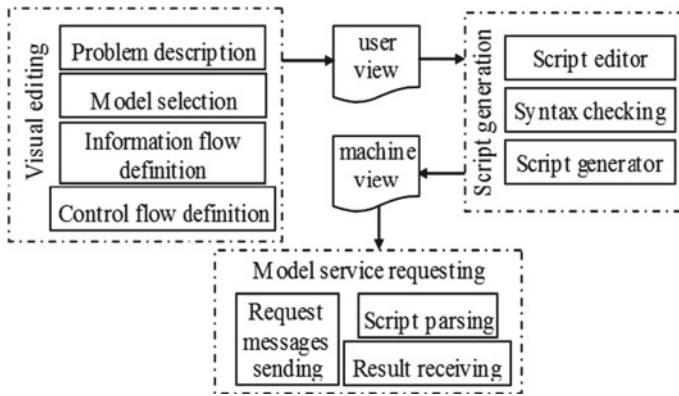 Visual editing
Problem description
Model selection
Information flow
definition
Control flow definition
user
view
machine
view
Script generation
Script editor
Syntax checking
Script generator
Model service requesting
Request
messages
sending
Script parsing
Result receiving